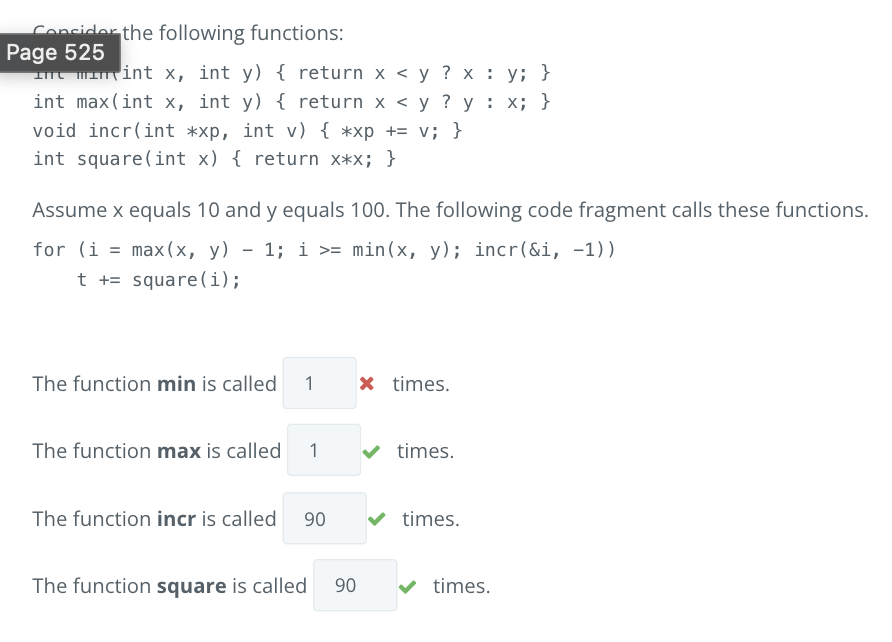 Consider the following functions:
Page 525
int min(int x, int y) { return x < y ? x : y; }
int max(int x, int y) { return x < y ? y : x; }
void incr(int *xp, int v) { *xp += v; }
int square(int x) { return x*x; }
Assume x equals 10 and y equals 100. The following code fragment calls these functions.
for (i = max(x, y) - 1; i >= min(x, y); incr(&i, -1))
    t += square(i);
The function min is called 1 ✖ times.
The function max is called 1 ✔ times.
The function incr is called 90 ✔ times.
The function square is called 90 ✔ times.